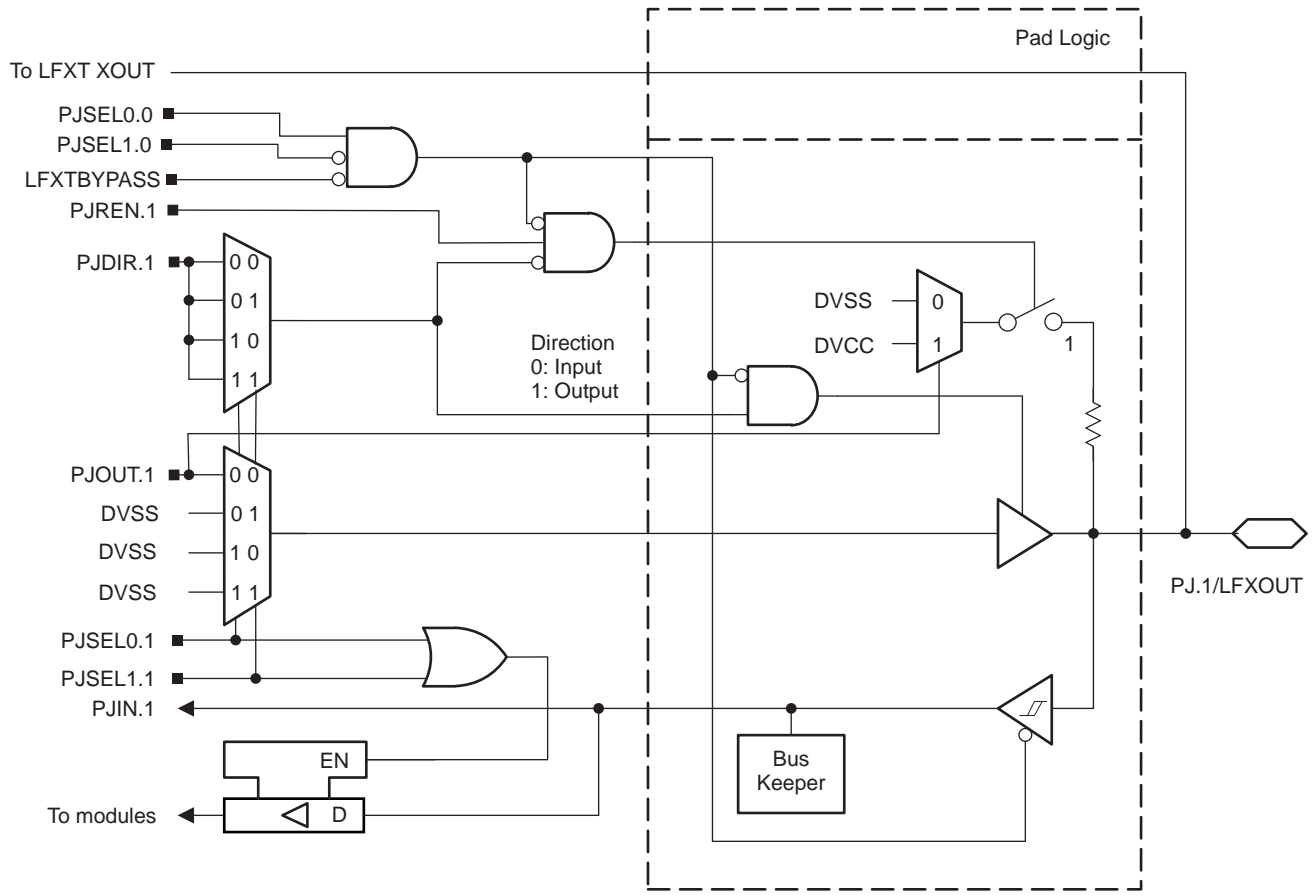 Pad Logic
To LFXT XOUT
PJSEL0.0
PJSEL1.0
LFXTBYPASS
PJREN.1
PJDIR.1
0 0
0 1
1 0
1 1
Direction
0: Input
1: Output
DVSS
0
DVCC
1
1
PJOUT.1
0 0
DVSS
0 1
DVSS
1 0
DVSS
1 1
PJ.1/LFXOUT
PJSEL0.1
PJSEL1.1
PJIN.1
Bus
Keeper
EN
To modules
D